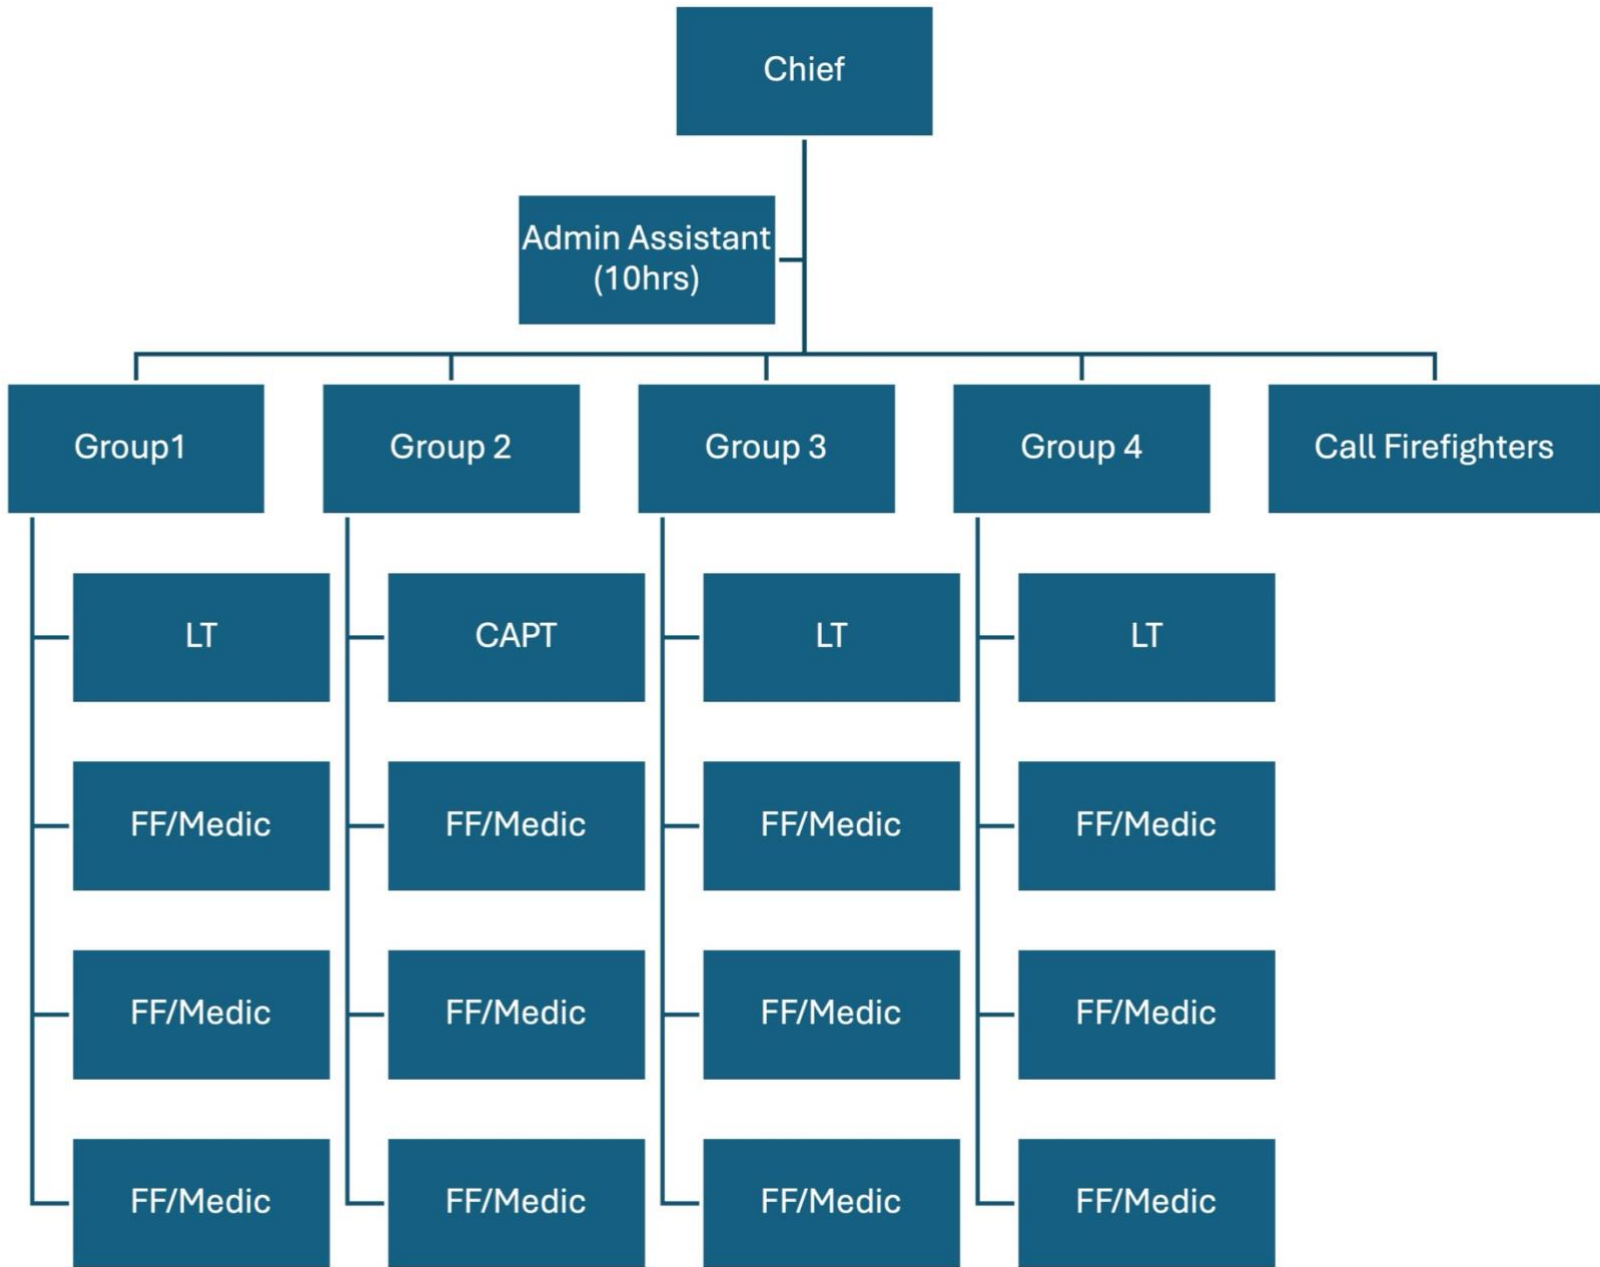 Chief
Admin Assistant
(10hrs)
Group1
Group 2
Group 3
Group 4
Call Firefighters
LT
CAPT
LT
LT
FF/Medic
FF/Medic
FF/Medic
FF/Medic
FF/Medic
FF/Medic
FF/Medic
FF/Medic
FF/Medic
FF/Medic
FF/Medic
FF/Medic